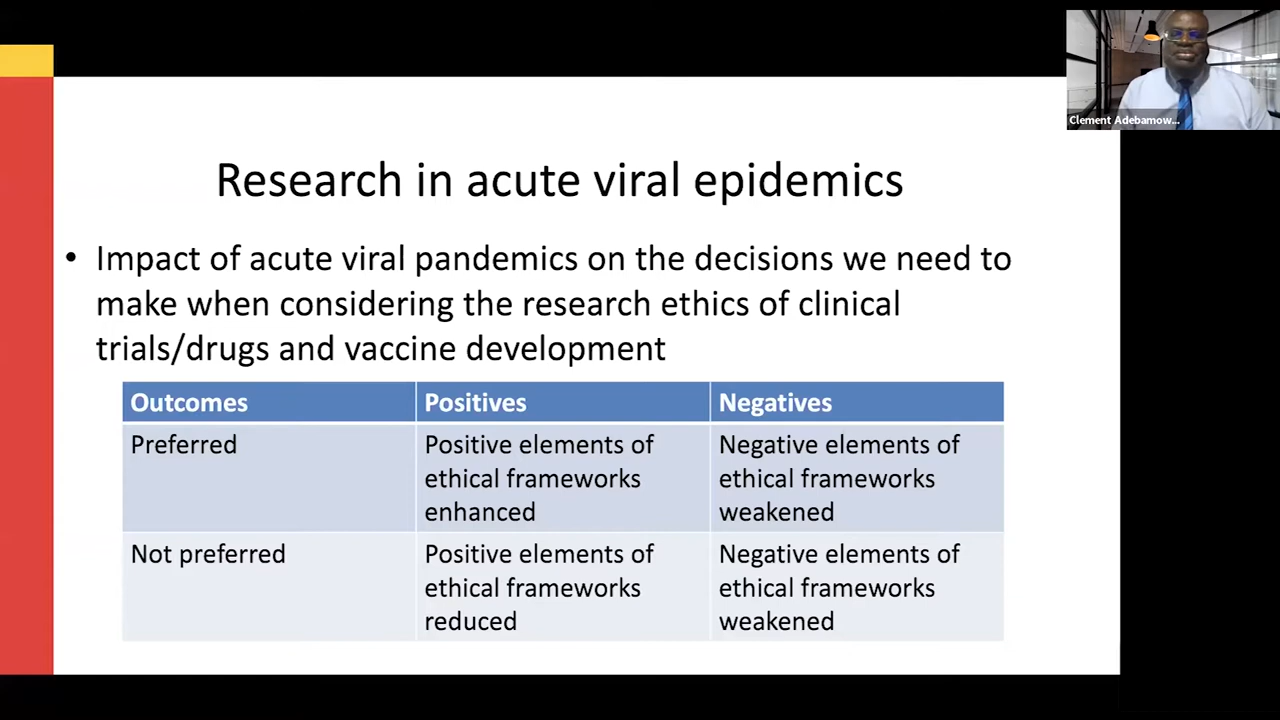 Clement Adebamow...
Research in acute viral epidemics
• Impact of acute viral pandemics on the decisions we need to
make when considering the research ethics of clinical
trials/drugs and vaccine development
Outcomes Positives Negatives
Preferred Positive elements of Negative elements of
ethical frameworks ethical frameworks
enhanced weakened
Not preferred Positive elements of Negative elements of
ethical frameworks ethical frameworks
reduced weakened